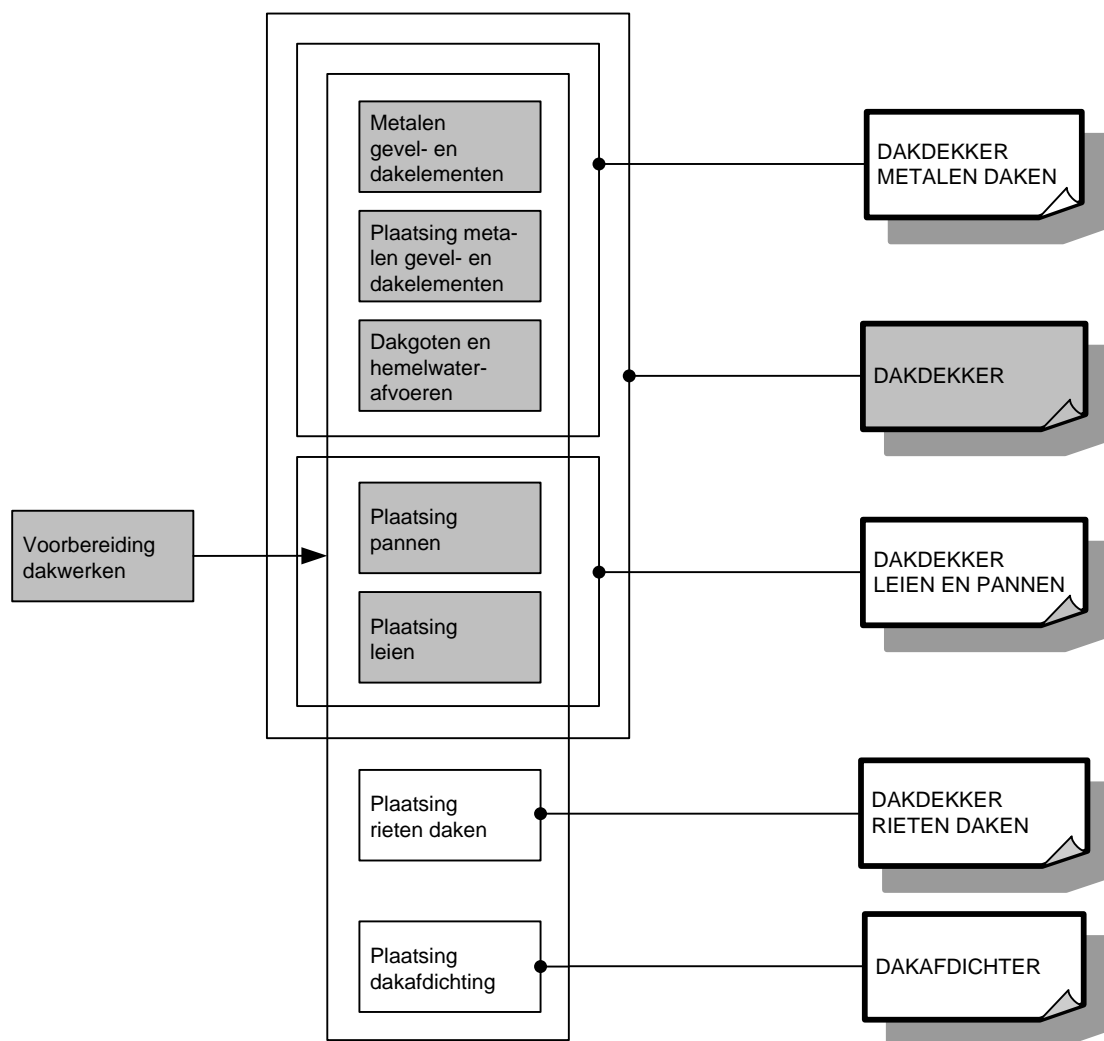 Metalen
gevel- en
dakelementen
DAKDEKKER
METALEN DAKEN
Plaatsing meta-
len gevel- en
dakelementen
Dakgoten en
hemelwater-
afvoeren
DAKDEKKER
Voorbereiding
dakwerken
Plaatsing
pannen
DAKDEKKER
LEIEN EN PANNEN
Plaatsing
leien
Plaatsing
rieten daken
DAKDEKKER
RIETEN DAKEN
Plaatsing
dakafdichting
DAKAFDICHTER